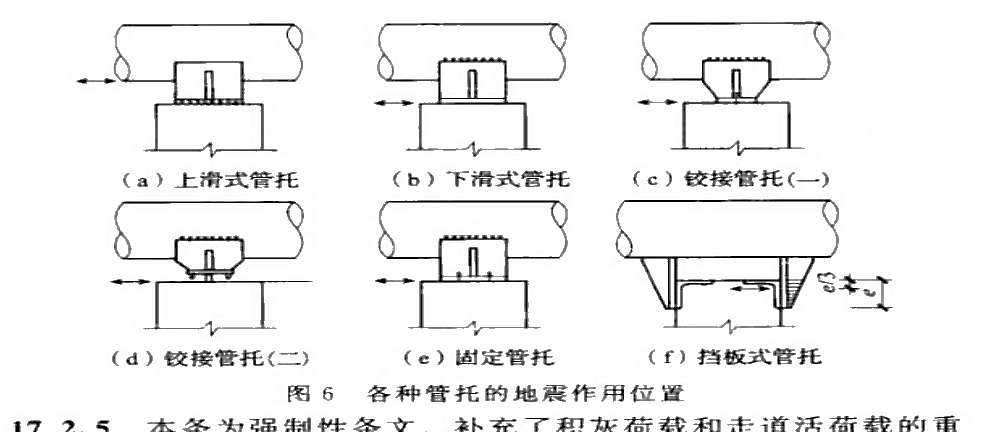 (a)上滑式管托
(b)下滑式管托
(c)铰接管托(一)
e/3
e
(d)铰接管托(二)
(e)固定管托
(f)挡板式管托
图 6 各种管托的地震作用位置
17.2.5 本条为强制性条文，补充了积灰荷载和走道活荷载的重